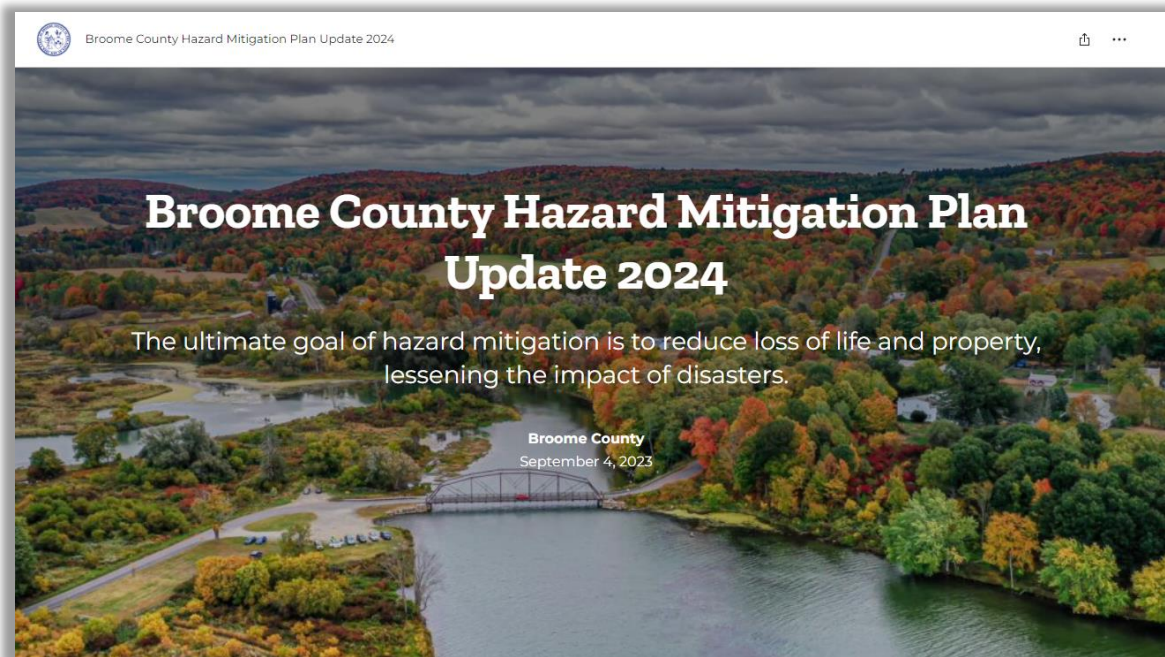 Broome County Hazard Mitigation Plan Update 2024
Broome County Hazard Mitigation Plan
Update 2024
The ultimate goal of hazard mitigation is to reduce loss of life and property,
lessening the impact of disasters.
Broome County
September 4, 2023